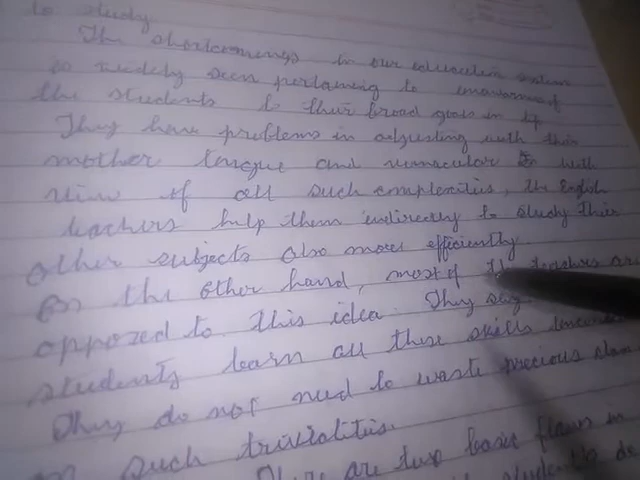 to study
The shortcomings in our education system
is widely seen pertaining to unawareness of
the students to their broad goals in life
They have problems in adjusting with their
mother tongue and vernacular with
view of all such complexities, the English
teachers help them indirectly to study their
other subjects also more efficiently.
On the other hand, most of the teachers are
opposed to this idea. They say
students learn all these skills
They do not need to waste precious
in such trivialities.
There are two basic flaws in
students do